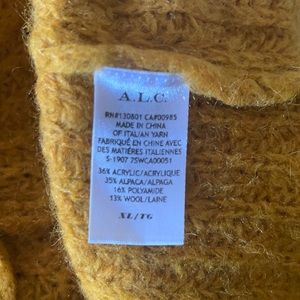 A.L.C.
RN#130801 CA#00985
MADE IN CHINA
OF ITALIAN YARN
FABRIQUÉ EN CHINE AVEC
DES MATIÈRES ITALIENNES
S-1907 7SWCA00051
36% ACRYLIC/ACRYLIQUE
35% ALPACA/ALPAGA
16% POLYAMIDE
13% WOOL/LAINE
XL/TG